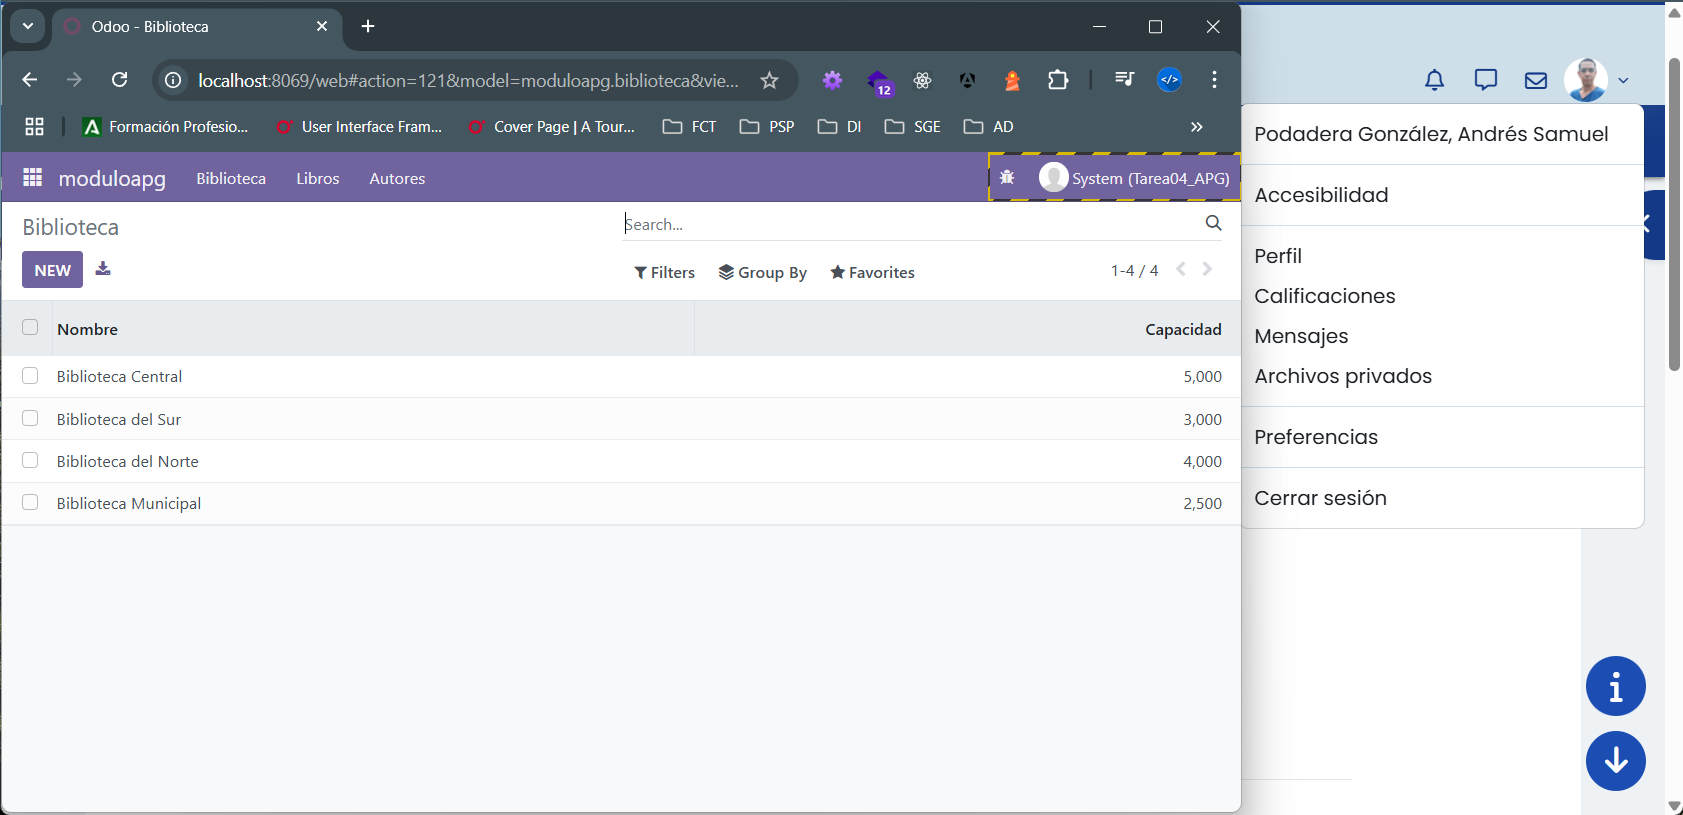 Odoo - Biblioteca
localhost:8069/web#action=121&model=moduloapg.biblioteca&vie...
12
Formación Profesio...
User Interface Fram...
Cover Page | A Tour...
FCT
PSP
DI
SGE
AD
moduloapg
Biblioteca
Libros
Autores
System (Tarea04_APG)
Biblioteca
Search...
NEW
Filters
Group By
Favorites
1-4 / 4
Nombre
Capacidad
Biblioteca Central
5,000
Biblioteca del Sur
3,000
Biblioteca del Norte
4,000
Biblioteca Municipal
2,500
Podadera González, Andrés Samuel
Accesibilidad
Perfil
Calificaciones
Mensajes
Archivos privados
Preferencias
Cerrar sesión